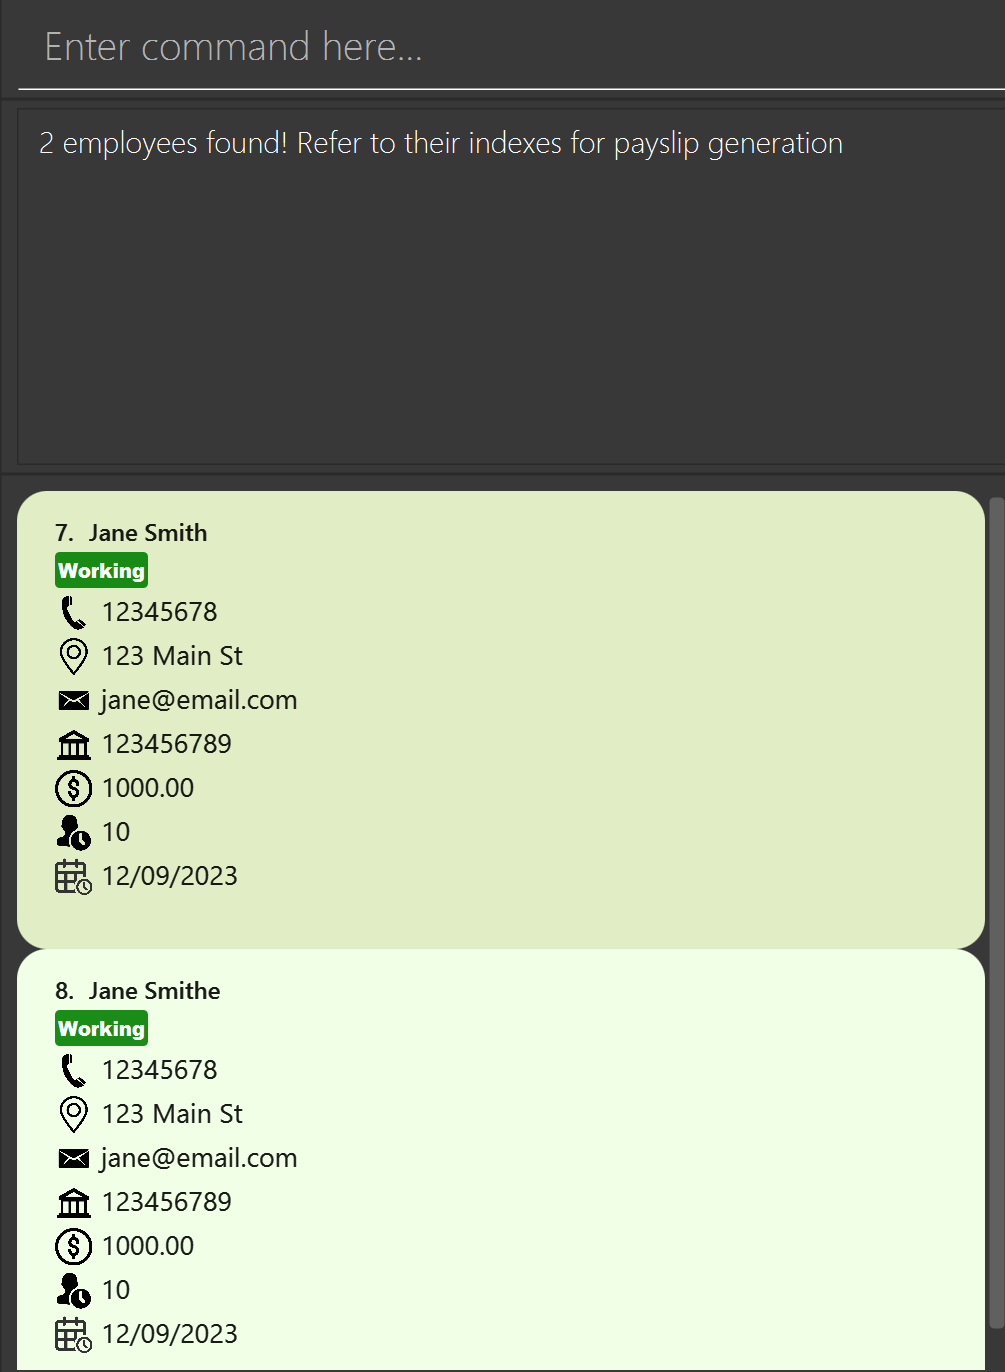 Enter command here...
2 employees found! Refer to their indexes for payslip generation
7. Jane Smith
Working
12345678
123 Main St
jane@email.com
123456789
$ 1000.00
10
12/09/2023
8. Jane Smithe
Working
12345678
123 Main St
jane@email.com
123456789
$ 1000.00
10
12/09/2023